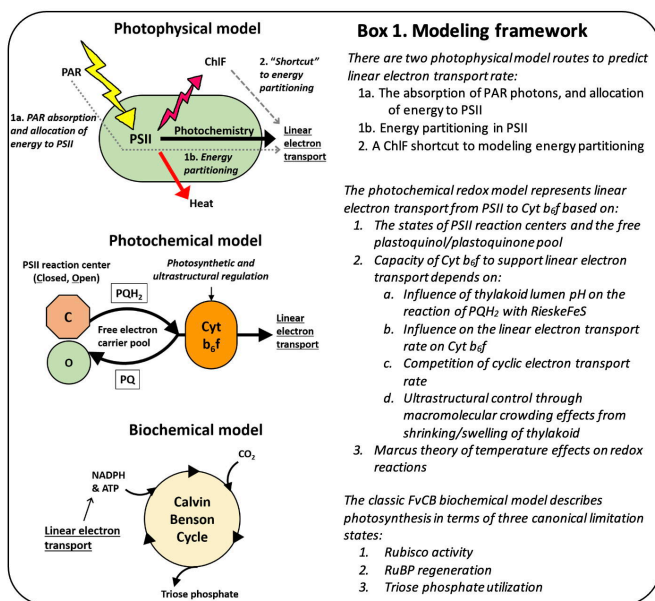 Photophysical model
PAR
ChlF
2. “Shortcut”
to energy
partitioning
1a. PAR absorption
and allocation of
energy to PSII
PSII
Photochemistry
1b. Energy
partitioning
Linear
electron
transport
Heat
Photochemical model
PSII reaction center
(Closed, Open)
Photosynthetic and
ultrastructural regulation
C
O
PQH₂
Free electron
carrier pool
PQ
Cyt
b₆f
Linear
electron
transport
Biochemical model
NADPH
& ATP
CO₂
Linear electron
transport
Calvin
Benson
Cycle
Triose phosphate
Box 1. Modeling framework
There are two photophysical model routes to predict
linear electron transport rate:
1a. The absorption of PAR photons, and allocation
of energy to PSII
1b. Energy partitioning in PSII
2. A ChlF shortcut to modeling energy partitioning
The photochemical redox model represents linear
electron transport from PSII to Cyt b₆f based on:
1. The states of PSII reaction centers and the free
plastoquinol/plastoquinone pool
2. Capacity of Cyt b₆f to support linear electron
transport depends on:
a. Influence of thylakoid lumen pH on the
reaction of PQH₂ with RieskeFeS
b. Influence on the linear electron transport
rate on Cyt b₆f
c. Competition of cyclic electron transport
rate
d. Ultrastructural control through
macromolecular crowding effects from
shrinking/swelling of thylakoid
3. Marcus theory of temperature effects on redox
reactions
The classic FvCB biochemical model describes
photosynthesis in terms of three canonical limitation
states:
1. Rubisco activity
2. RuBP regeneration
3. Triose phosphate utilization